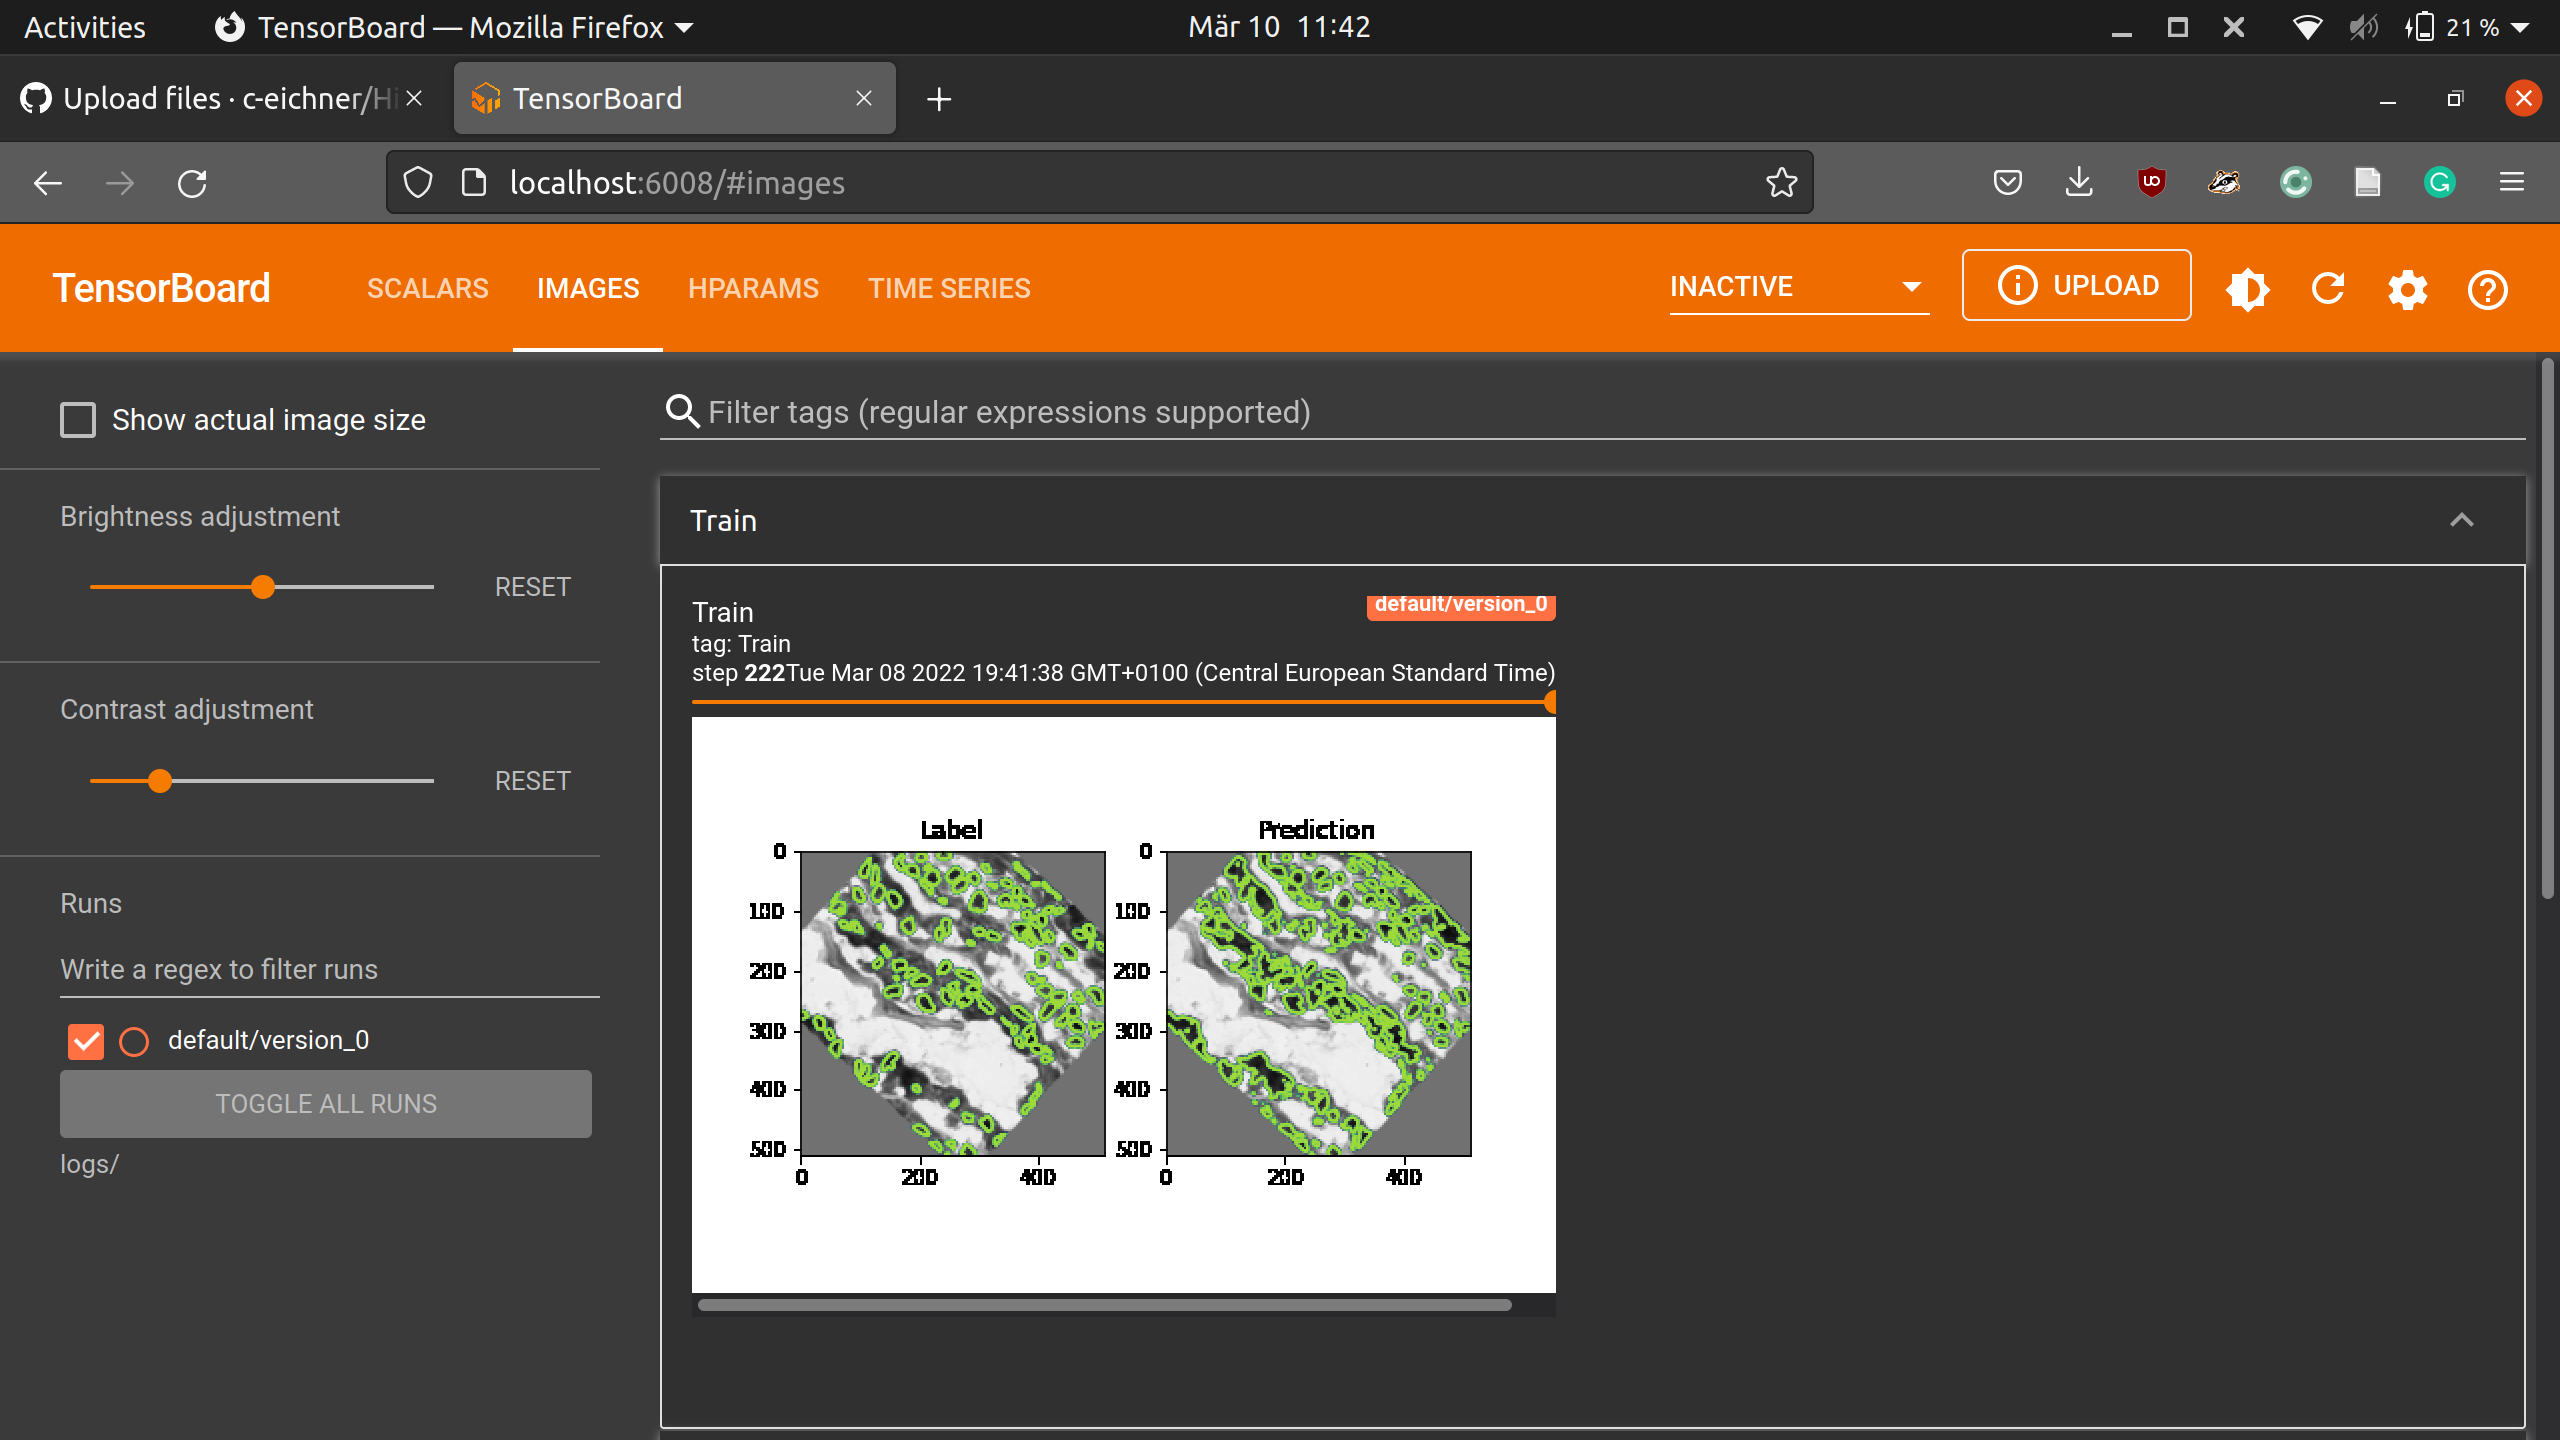 Activities
TensorBoard — Mozilla Firefox
Mär 10 11:42
21 %
Upload files · c-eichner/Hi
TensorBoard
localhost:6008/#images
TensorBoard
SCALARS
IMAGES
HPARAMS
TIME SERIES
INACTIVE
UPLOAD
Show actual image size
Filter tags (regular expressions supported)
Brightness adjustment
RESET
Contrast adjustment
RESET
Runs
Write a regex to filter runs
default/version_0
TOGGLE ALL RUNS
logs/
Train
Train
default/version_0
tag: Train
step 222Tue Mar 08 2022 19:41:38 GMT+0100 (Central European Standard Time)
Label
0
100
200
300
400
500
0
200
400
Prediction
0
100
200
300
400
500
0
200
400